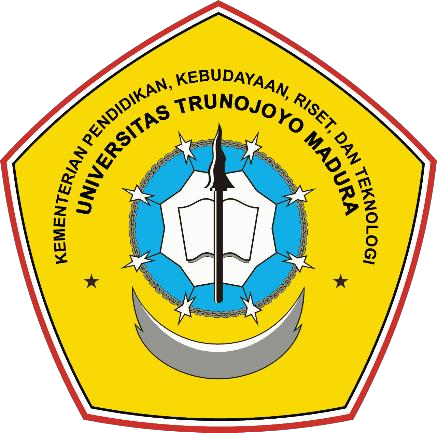 KEMENTERIAN PENDIDIKAN, KEBUDAYAAN, RISET, DAN TEKNOLOGI
UNIVERSITAS TRUNOJOYO MADURA